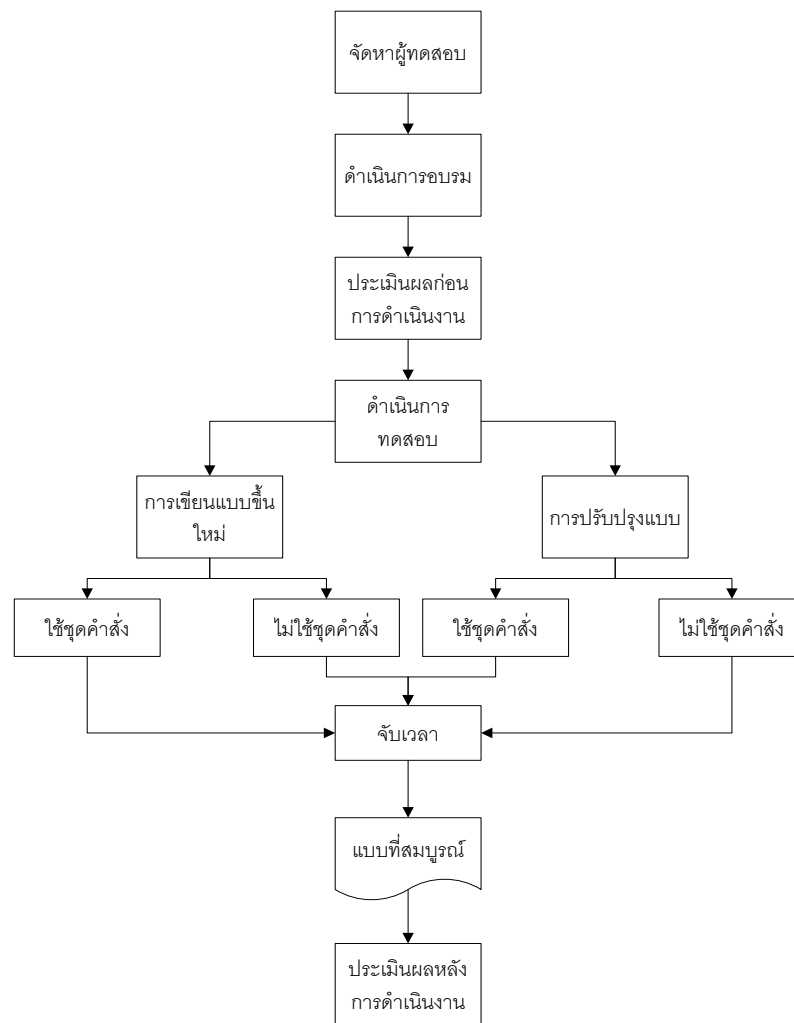 จัดหาผู้ทดสอบ
ดำเนินการอบรม
ประเมินผลก่อน
การดำเนินงาน
ดำเนินการ
ทดสอบ
การเขียนแบบขึ้น
ใหม่
การปรับปรุงแบบ
ใช้ชุดคำสั่ง
ไม่ใช้ชุดคำสั่ง
ใช้ชุดคำสั่ง
ไม่ใช้ชุดคำสั่ง
จับเวลา
แบบที่สมบูรณ์
ประเมินผลหลัง
การดำเนินงาน